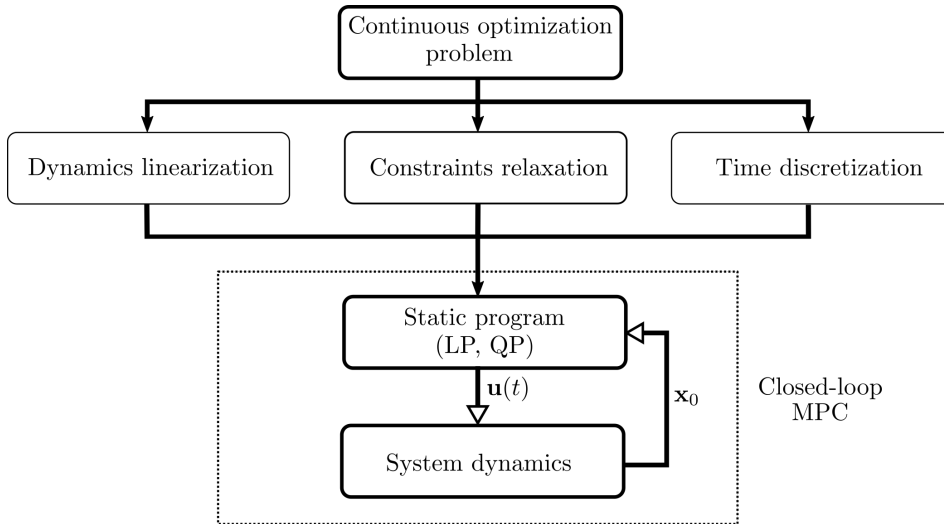 Continuous optimization
problem
Dynamics linearization
Constraints relaxation
Time discretization
Static program
(LP, QP)
𝐮(t)
𝐱₀
Closed-loop
MPC
System dynamics